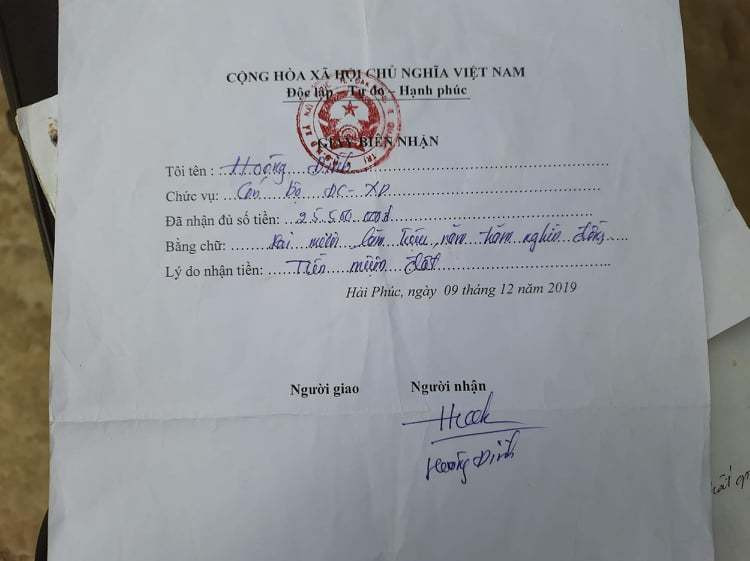 CỘNG HÒA XÃ HỘI CHỦ NGHĨA VIỆT NAM
Độc lập - Tự do - Hạnh phúc
GIẤY BIÊN NHẬN
Tôi tên : Hoàng Đình
Chức vụ: Cán bộ ĐC-XD
Đã nhận đủ số tiền: 25.500.000đ
Bằng chữ: Hai mươi lăm triệu, năm trăm nghìn đồng
Lý do nhận tiền: Tiền mượn đất
Hải Phúc, ngày 09 tháng 12 năm 2019
Người giao Người nhận
Hoàng Đình